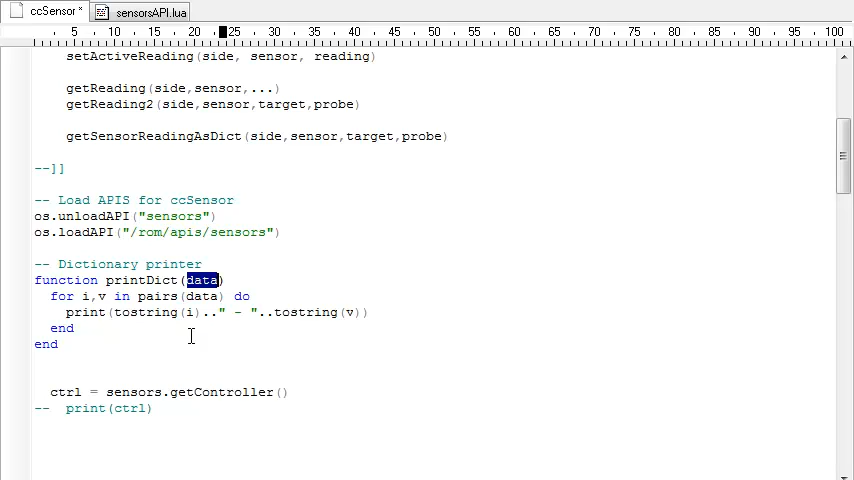 ccSensor *
sensorsAPI.lua
5 10 15 20 25 30 35 40 45 50 55 60 65 70 75 80 85 90 95 100
setActiveReading(side, sensor, reading)
getReading(side,sensor,...)
getReading2(side,sensor,target,probe)
getSensorReadingAsDict(side,sensor,target,probe)
--]]
-- Load APIS for ccSensor
os.unloadAPI("sensors")
os.loadAPI("/rom/apis/sensors")
-- Dictionary printer
function printDict(data)
for i,v in pairs(data) do
print(tostring(i).." - "..tostring(v))
end
end
ctrl = sensors.getController()
-- print(ctrl)